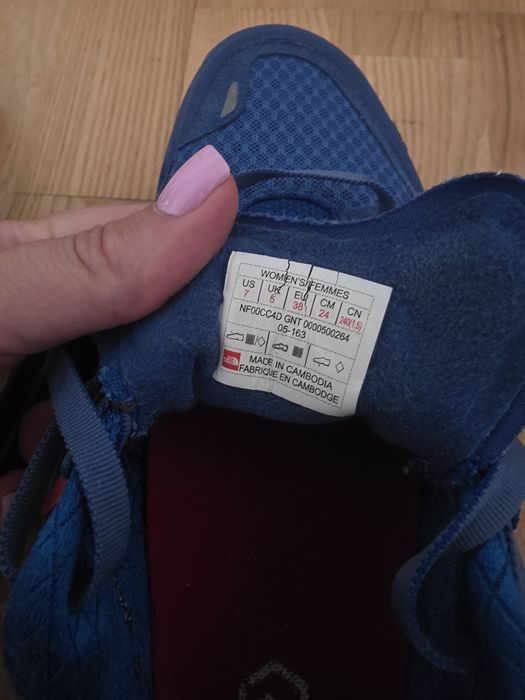 WOMEN'S/FEMMES
US UK EU CM CN
7 5 38 24 240(1.5)
NF00CC4D GNT 0000500264
05-163
MADE IN CAMBODIA
FABRIQUE EN CAMBODGE